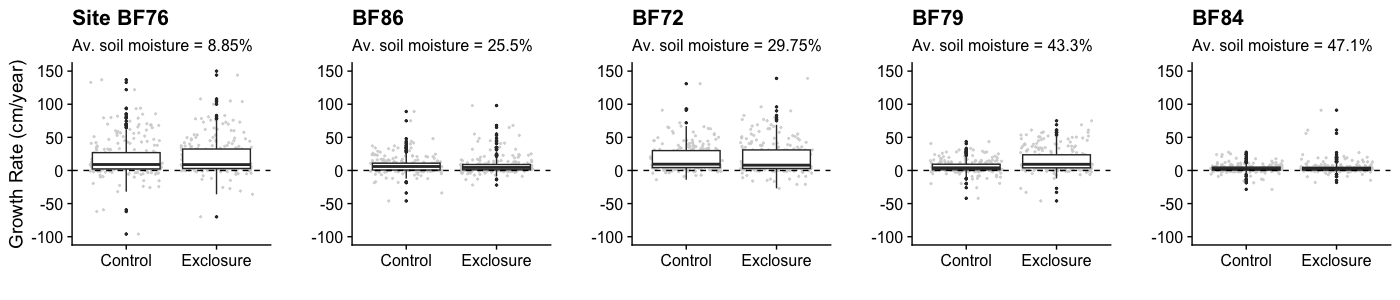 Site BF76
Av. soil moisture = 8.85%
Growth Rate (cm/year)
150
100
50
0
-50
-100
Control Exclosure
BF86
Av. soil moisture = 25.5%
150
100
50
0
-50
-100
Control Exclosure
BF72
Av. soil moisture = 29.75%
150
100
50
0
-50
-100
Control Exclosure
BF79
Av. soil moisture = 43.3%
150
100
50
0
-50
-100
Control Exclosure
BF84
Av. soil moisture = 47.1%
150
100
50
0
-50
-100
Control Exclosure